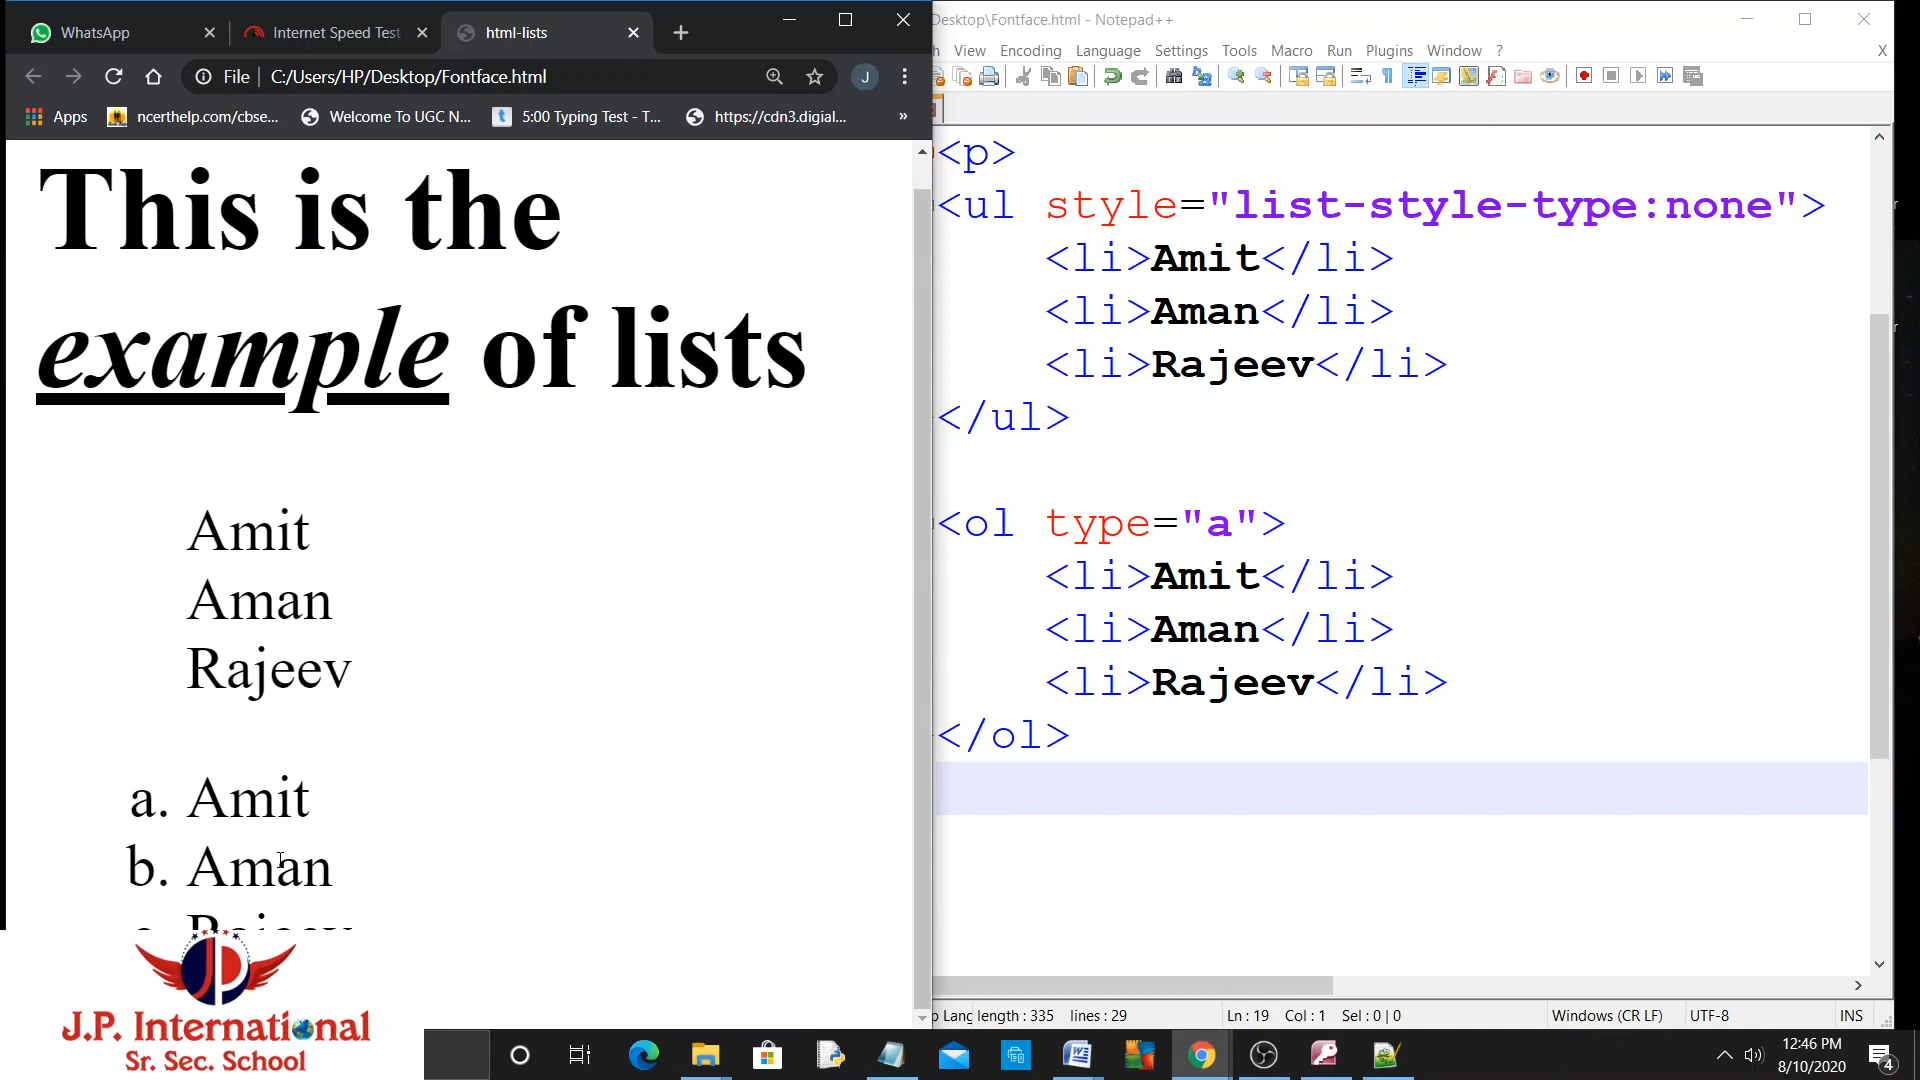 WhatsApp
Internet Speed Test
html-lists
File
C:/Users/HP/Desktop/Fontface.html
J
Apps
ncerthelp.com/cbse...
Welcome To UGC N...
5:00 Typing Test - T...
https://cdn3.digial...
»
This is the
example of lists
Amit
Aman
Rajeev
a. Amit
b. Aman
Rajeev
J.P. International
Sr. Sec. School
Desktop\Fontface.html - Notepad++
View Encoding Language Settings Tools Macro Run Plugins Window ?
X
<p>
<ul style="list-style-type:none">
<li>Amit</li>
<li>Aman</li>
<li>Rajeev</li>
</ul>
<ol type="a">
<li>Amit</li>
<li>Aman</li>
<li>Rajeev</li>
</ol>
Lang length : 335 lines : 29 Ln : 19 Col : 1 Sel : 0 | 0 Windows (CR LF) UTF-8 INS
12:46 PM
8/10/2020
4